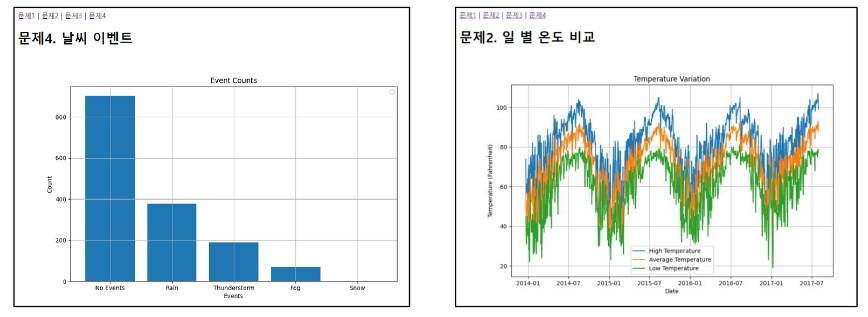 문제1 | 문제2 | 문제3 | 문제4
문제4. 날씨 이벤트
Event Counts
Count
800
600
400
200
0
No Events
Rain
Thunderstorm
Fog
Snow
Events
문제1 | 문제2 | 문제3 | 문제4
문제2. 일 별 온도 비교
Temperature Variation
Temperature (Fahrenheit)
100
80
60
40
20
High Temperature
Average Temperature
Low Temperature
2014-01
2014-07
2015-01
2015-07
2016-01
2016-07
2017-01
2017-07
Date